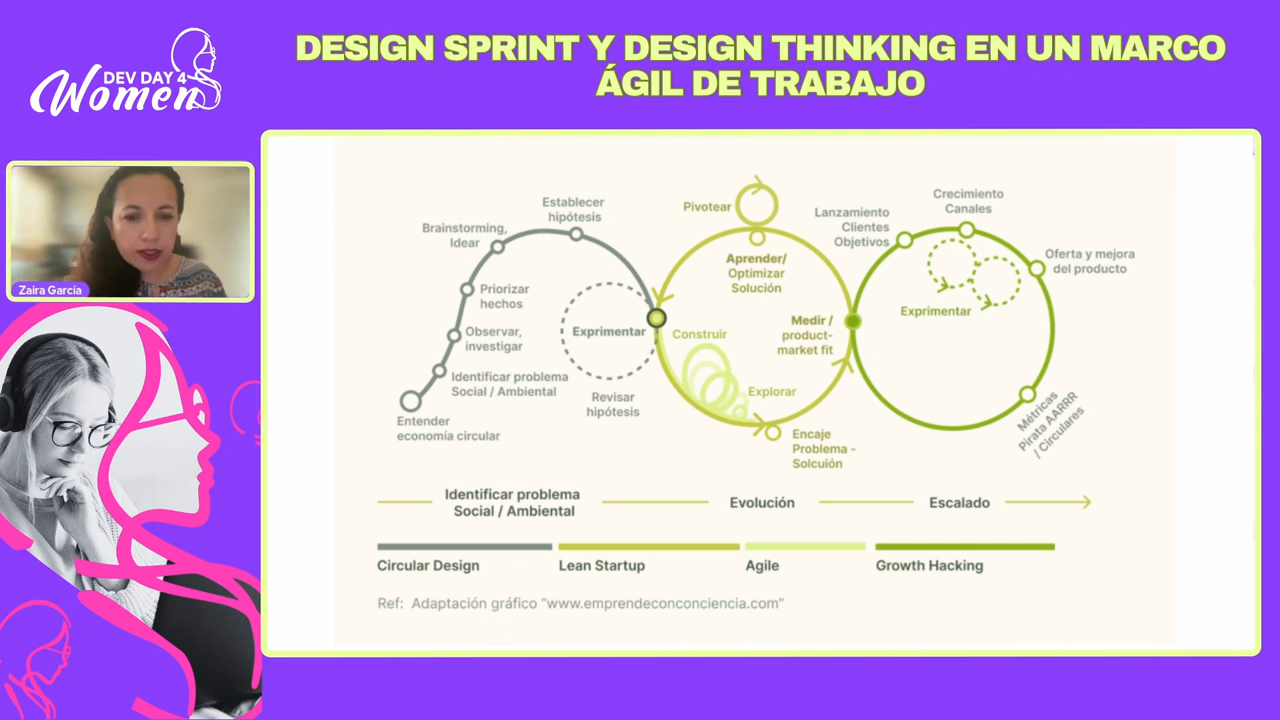 DEV DAY 4
Women
DESIGN SPRINT Y DESIGN THINKING EN UN MARCO
ÁGIL DE TRABAJO
Zaira García
Establecer
hipótesis
Brainstorming,
Idear
Priorizar
hechos
Observar,
investigar
Identificar problema
Social / Ambiental
Entender
economía circular
Exprimentar
Revisar
hipótesis
Pivotear
Aprender/
Optimizar
Solución
Construir
Medir /
product-
market fit
Explorar
Encaje
Problema -
Solcuión
Lanzamiento
Clientes
Objetivos
Crecimiento
Canales
Oferta y mejora
del producto
Exprimentar
Métricas
Pirata AARRR
/ Circulares
Identificar problema
Social / Ambiental
Evolución
Escalado
Circular Design
Lean Startup
Agile
Growth Hacking
Ref: Adaptación gráfico "www.emprendeconconciencia.com"